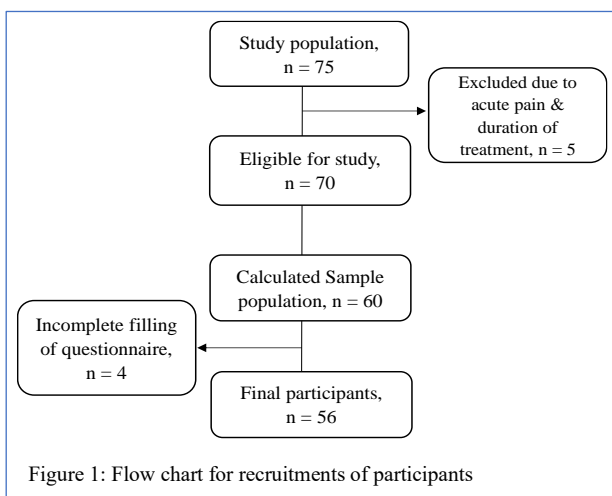 Study population,
n = 75
Excluded due to
acute pain &
duration of
treatment, n = 5
Eligible for study,
n = 70
Calculated Sample
population, n = 60
Incomplete filling
of questionnaire,
n = 4
Final participants,
n = 56
Figure 1: Flow chart for recruitments of participants